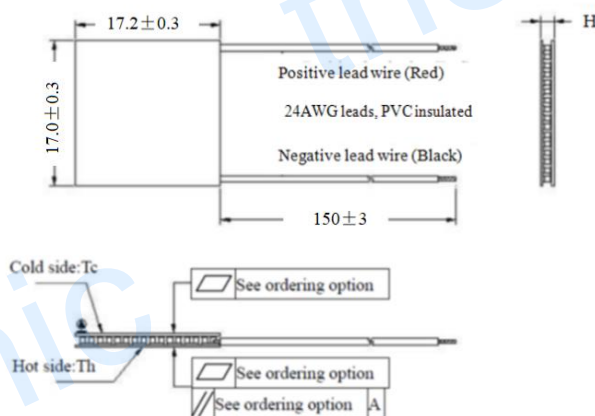 17.2±0.3
H
17.0±0.3
Positive lead wire (Red)
24AWG leads, PVC insulated
Negative lead wire (Black)
150±3
Cold side:Tc
See ordering option
Hot side:Th
See ordering option
See ordering option A